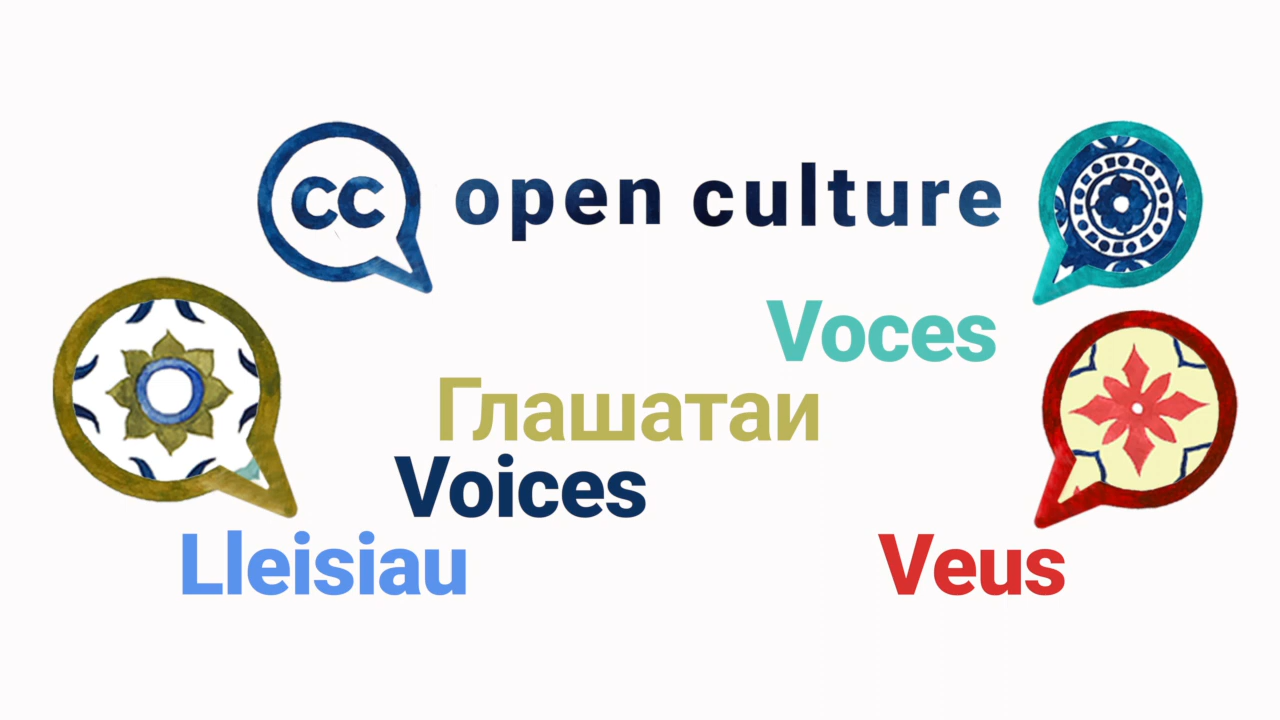 cc open culture
Voces
Глашатаи
Voices
Lleisiau
Veus